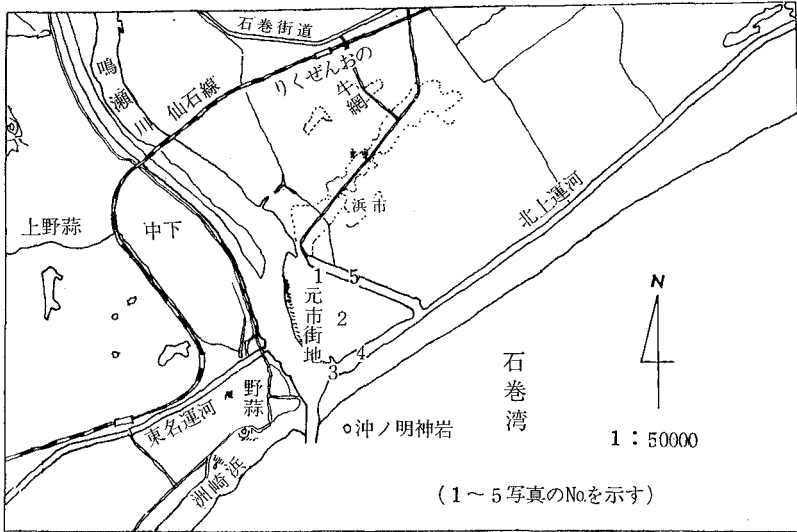 石巻街道
鳴瀬川
仙石線
りくぜんおの
牛網
浜市
北上運河
上野蒜
中下
1
5
元市街地
2
4
3
N
石巻湾
野蒜
東名運河
沖ノ明神岩
1：50000
洲崎浜
(1～5写真のNo.を示す)